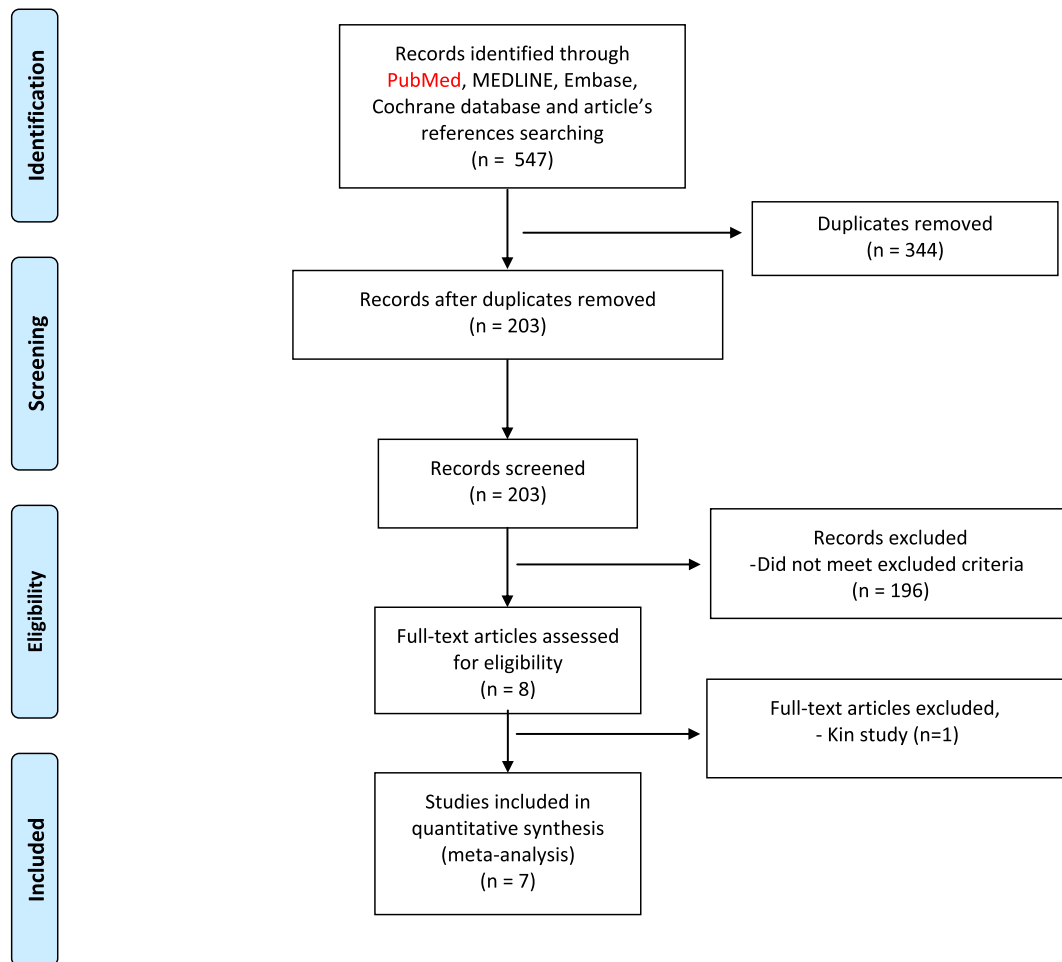 Identification
Records identified through
PubMed, MEDLINE, Embase,
Cochrane database and article’s
references searching
(n =  547)
Duplicates removed
(n = 344)
Screening
Records after duplicates removed
(n = 203)
Records screened
(n = 203)
Eligibility
Records excluded
-Did not meet excluded criteria
(n = 196)
Full-text articles assessed
for eligibility
(n = 8)
Full-text articles excluded,
- Kin study (n=1)
Included
Studies included in
quantitative synthesis
(meta-analysis)
(n = 7)